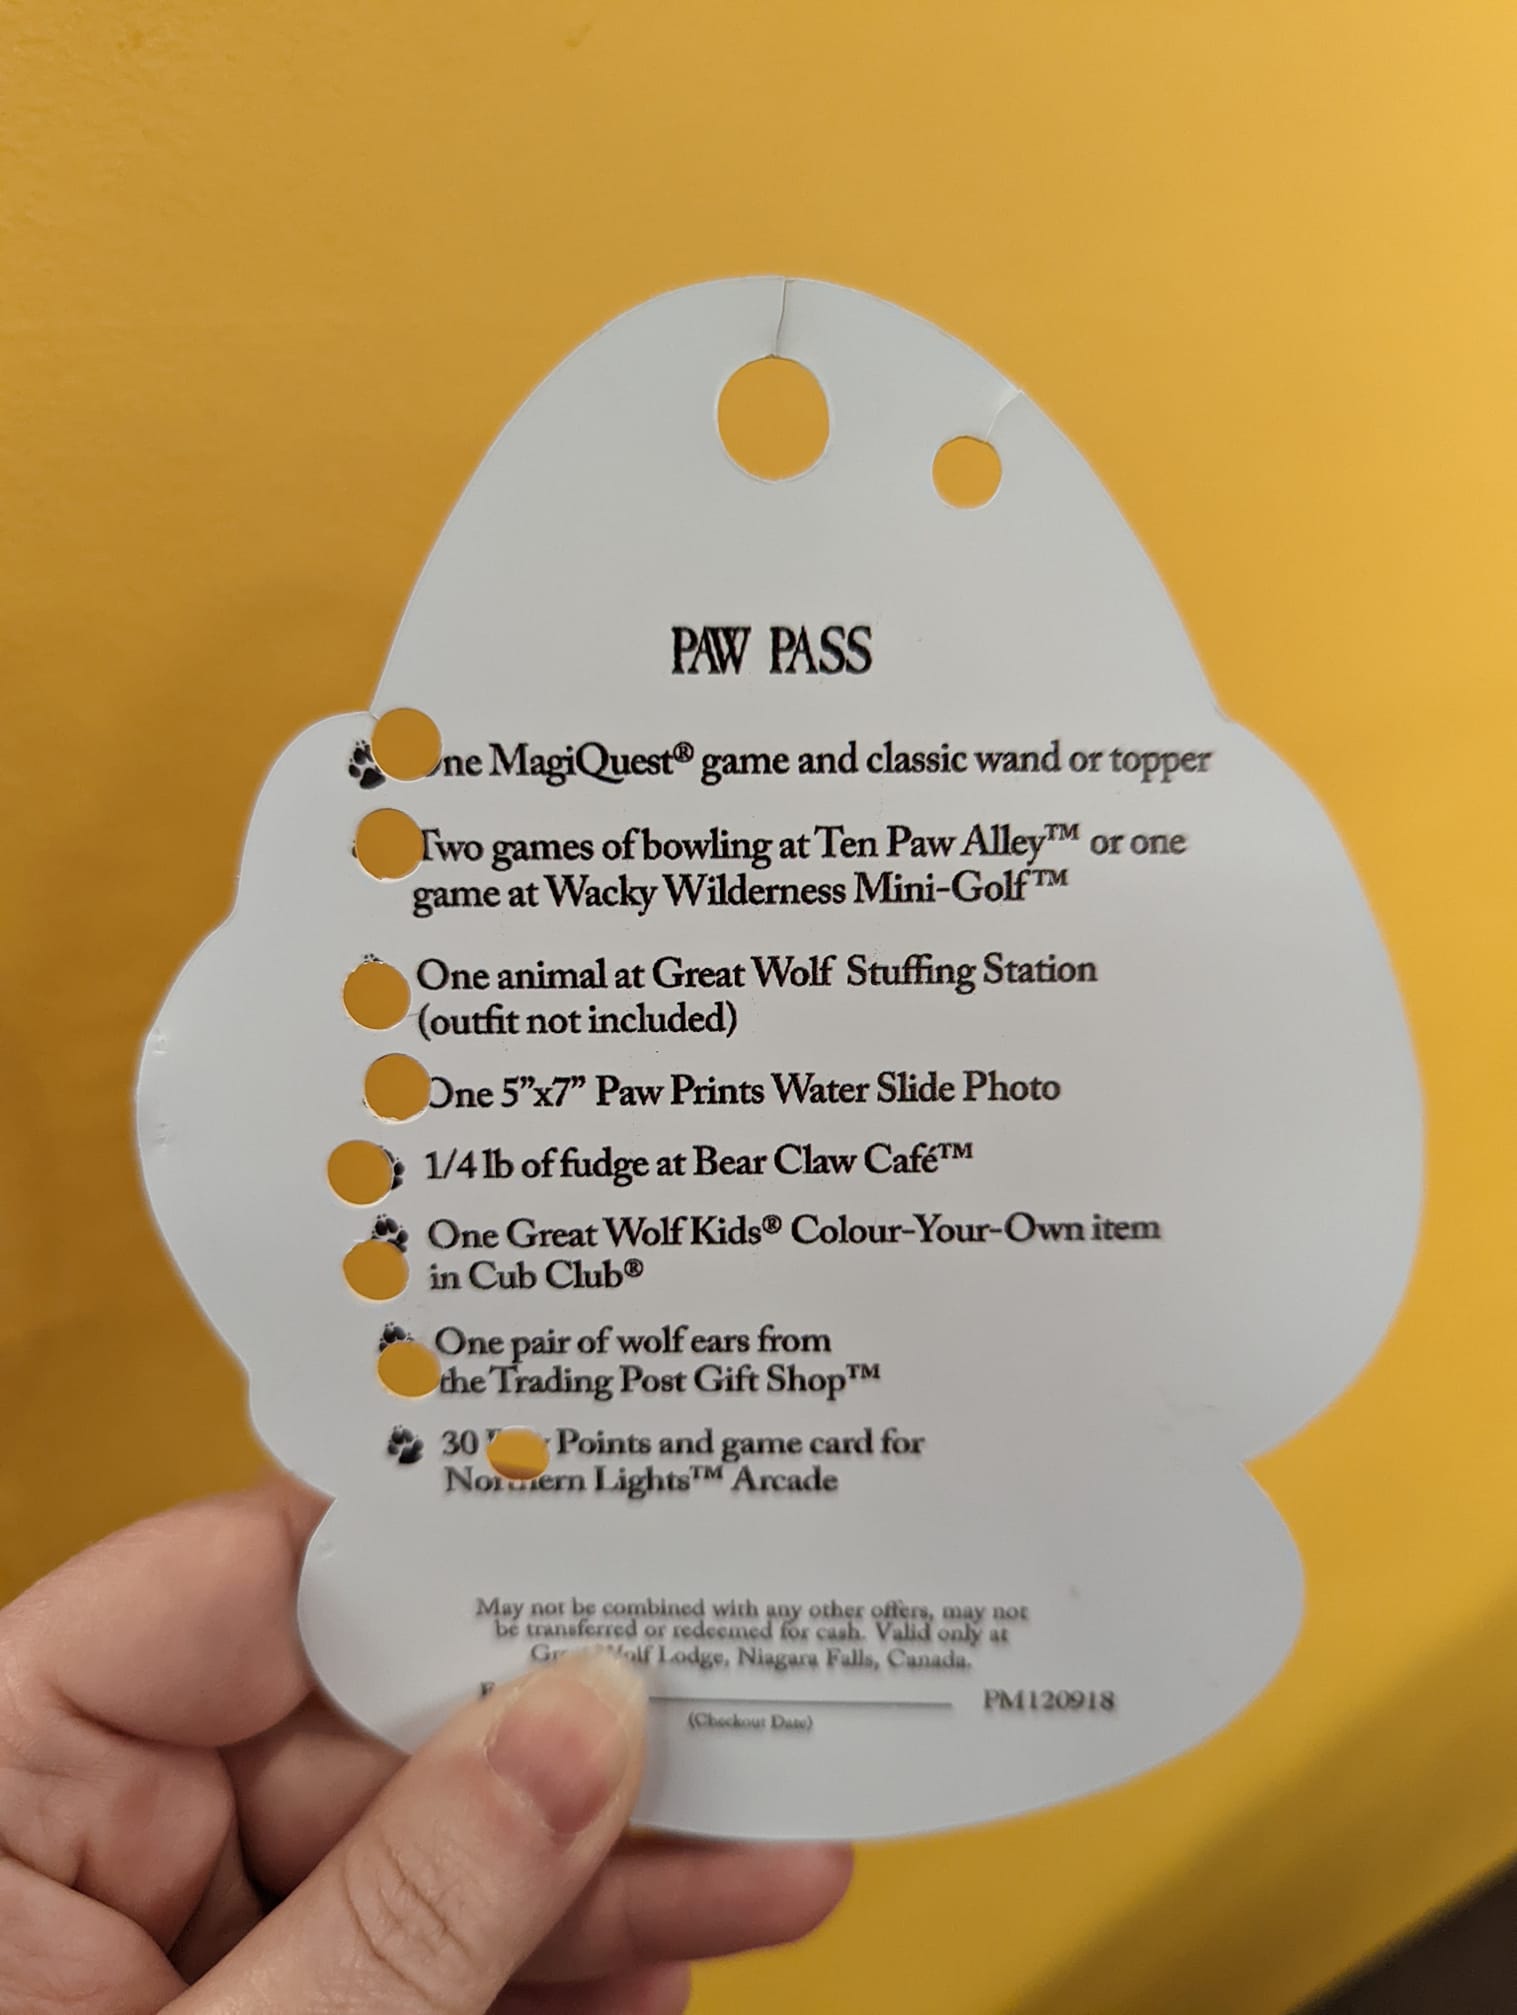 PAW PASS
ne MagiQuest® game and classic wand or topper
Two games of bowling at Ten Paw Alley™ or one
game at Wacky Wilderness Mini-Golf™
One animal at Great Wolf Stuffing Station
(outfit not included)
One 5”x7” Paw Prints Water Slide Photo
1/4 lb of fudge at Bear Claw Café™
One Great Wolf Kids® Colour-Your-Own item
in Cub Club®
One pair of wolf ears from
the Trading Post Gift Shop™
30 Points and game card for
Northern Lights™ Arcade
May not be combined with any other offers, may not
be transferred or redeemed for cash. Valid only at
Great Wolf Lodge, Niagara Falls, Canada.
PM120918
(Checkout Date)